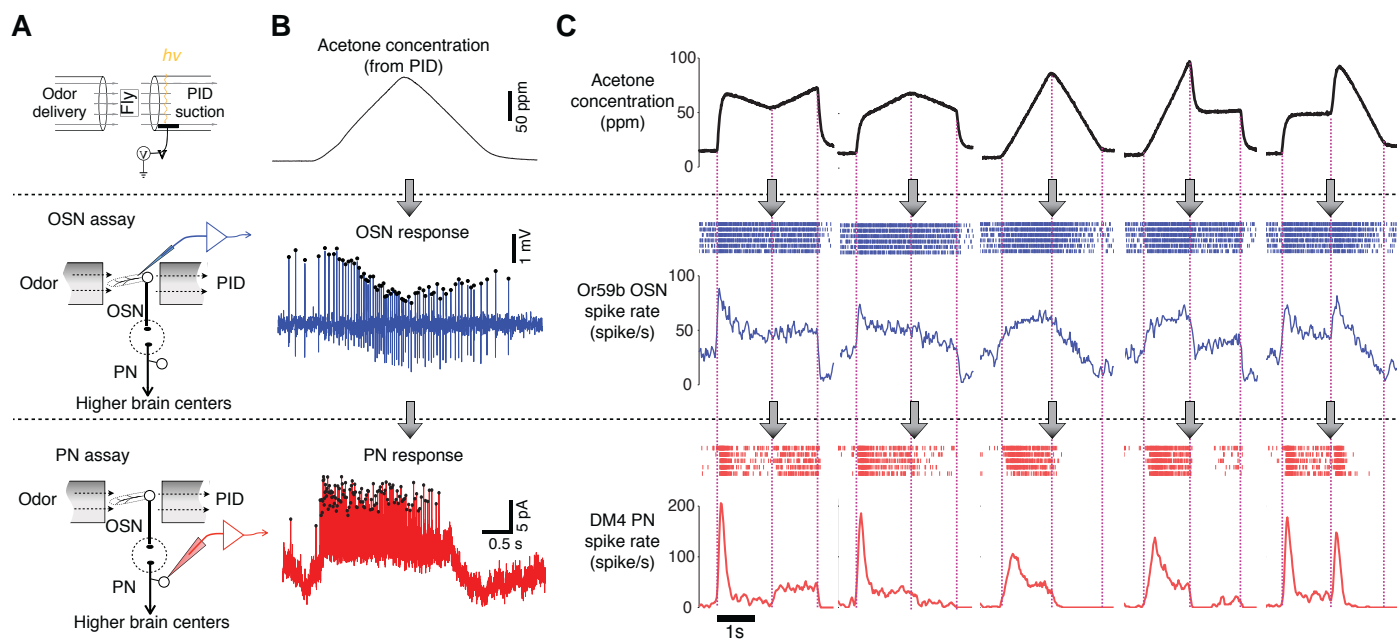 A
hv
Odor
delivery
Fly
PID
suction
V
B
Acetone concentration
(from PID)
50 ppm
C
Acetone
concentration
(ppm)
100
50
0
OSN assay
Odor
PID
OSN
PN
Higher brain centers
OSN response
1 mV
Or59b OSN
spike rate
(spike/s)
100
50
0
PN assay
Odor
PID
OSN
PN
Higher brain centers
PN response
5 pA
0.5 s
DM4 PN
spike rate
(spike/s)
200
100
0
1s